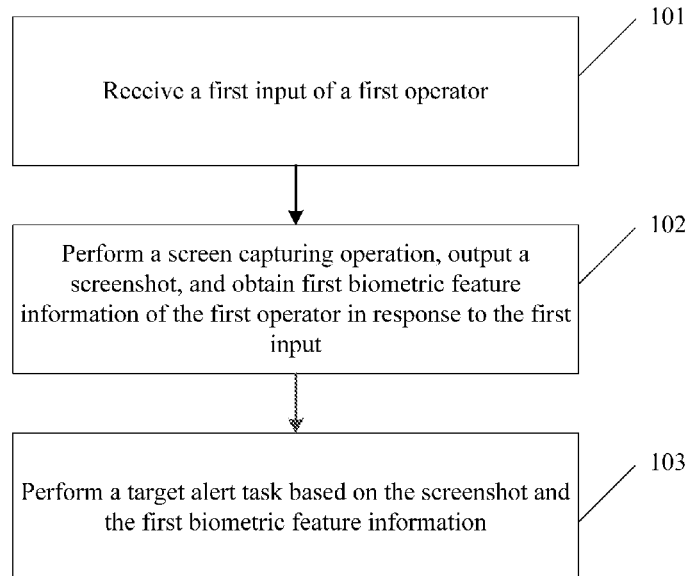 101
Receive a first input of a first operator
102
Perform a screen capturing operation, output a
screenshot, and obtain first biometric feature
information of the first operator in response to the first
input
103
Perform a target alert task based on the screenshot and
the first biometric feature information